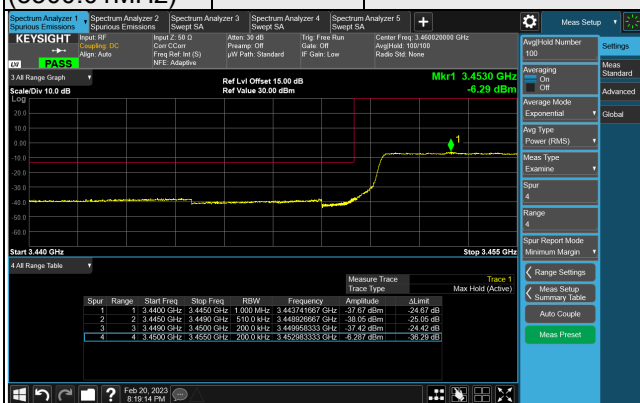 (3500.01MHz)
Spectrum Analyzer 1
Spurious Emissions
Spectrum Analyzer 2
Spurious Emissions
Spectrum Analyzer 3
Swept SA
Spectrum Analyzer 4
Swept SA
Spectrum Analyzer 5
Swept SA
+
Meas Setup
KEYSIGHT
LXI
PASS
Input: RF
Coupling: DC
Align: Auto
Input Z: 50 Ω
Corr CCorr
Freq Ref: Int (S)
NFE: Adaptive
Atten: 30 dB
Preamp: Off
µW Path: Standard
Trig: Free Run
Gate: Off
IF Gain: Low
Center Freq: 3.460020000 GHz
Avg|Hold: 100/100
Radio Std: None
3 All Range Graph
Scale/Div 10.0 dB
Ref Lvl Offset 15.00 dB
Ref Value 30.00 dBm
Mkr1 3.4530 GHz
-6.29 dBm
Log
20.0
10.0
0.00
-10.0
-20.0
-30.0
-40.0
-50.0
-60.0
1
Start 3.440 GHz
Stop 3.455 GHz
4 All Range Table
Measure Trace Trace 1
Trace Type Max Hold (Active)
Spur Range Start Freq Stop Freq RBW Frequency Amplitude ΔLimit
1 1 3.4400 GHz 3.4450 GHz 1.000 MHz 3.443741667 GHz -37.67 dBm -24.67 dB
2 2 3.4450 GHz 3.4490 GHz 510.0 kHz 3.448926667 GHz -38.05 dBm -25.05 dB
3 3 3.4490 GHz 3.4500 GHz 200.0 kHz 3.449958333 GHz -37.42 dBm -24.42 dB
4 4 3.4500 GHz 3.4550 GHz 200.0 kHz 3.452983333 GHz -6.287 dBm -36.29 dB
Avg|Hold Number
100
Averaging
On
Off
Average Mode
Exponential
Avg Type
Power (RMS)
Meas Type
Examine
Spur
4
Range
4
Spur Report Mode
Minimum Margin
Range Settings
Meas Setup
Summary Table
Auto Couple
Meas Preset
Settings
Meas
Standard
Advanced
Global
?
Feb 20, 2023
8:19:14 PM